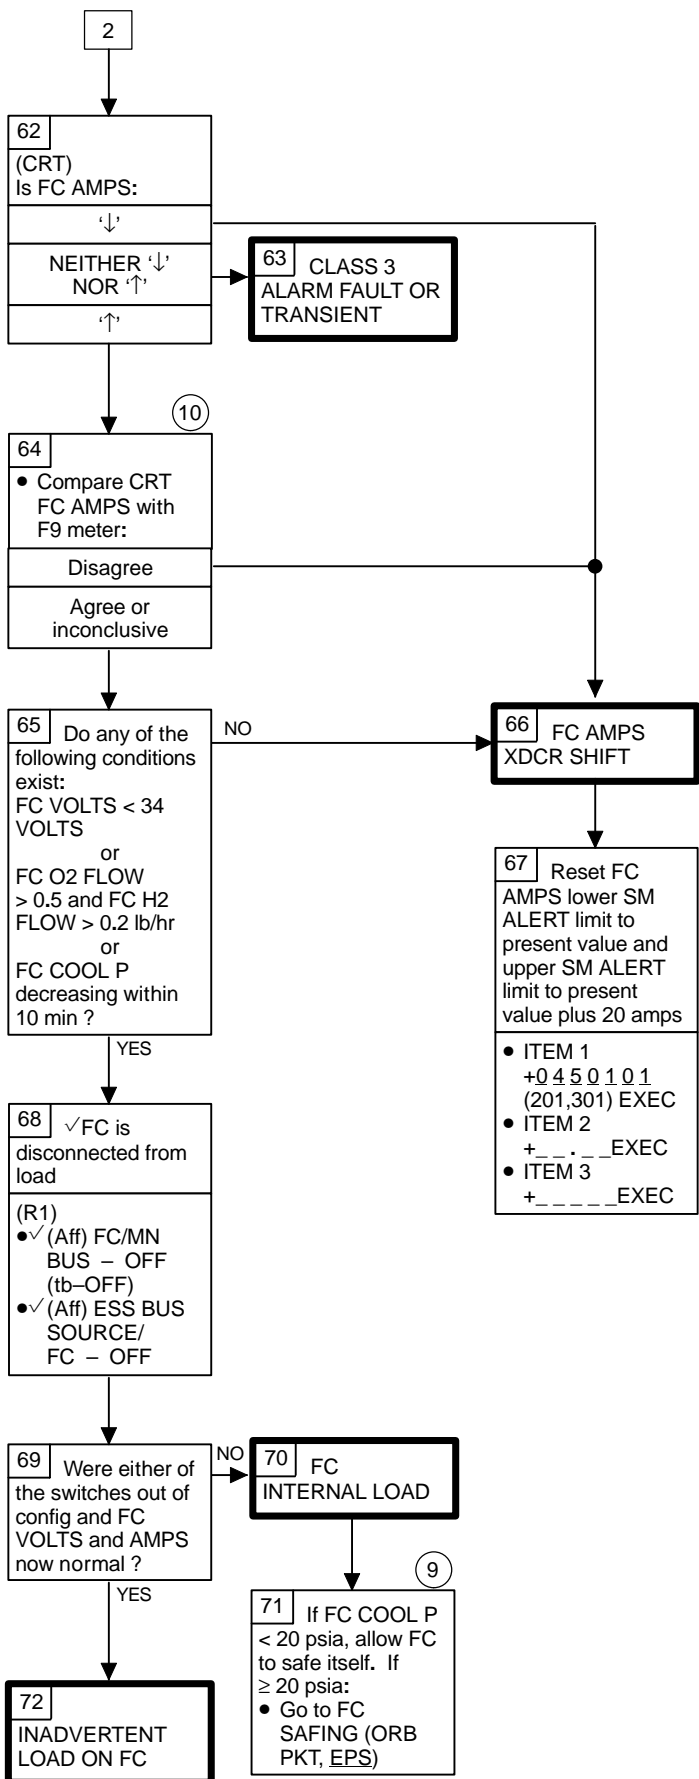 2
62
(CRT)
Is FC AMPS:
‘↓’
NEITHER ‘↓’
NOR ‘↑’
‘↑’
63 CLASS 3
ALARM FAULT OR
TRANSIENT
10
64
● Compare CRT
FC AMPS with
F9 meter:
Disagree
Agree or
inconclusive
65 Do any of the
following conditions
exist:
FC VOLTS < 34
VOLTS
or
FC O2 FLOW
> 0.5 and FC H2
FLOW > 0.2 lb/hr
or
FC COOL P
decreasing within
10 min ?
NO
YES
66 FC AMPS
XDCR SHIFT
67 Reset FC
AMPS lower SM
ALERT limit to
present value and
upper SM ALERT
limit to present
value plus 20 amps
● ITEM 1
+0 4 5 0 1 0 1
(201,301) EXEC
● ITEM 2
+_ _ . _ _EXEC
● ITEM 3
+_ _ _ _ _EXEC
68 √FC is
disconnected from
load
(R1)
●√(Aff) FC/MN
BUS – OFF
(tb–OFF)
●√(Aff) ESS BUS
SOURCE/
FC – OFF
69 Were either of
the switches out of
config and FC
VOLTS and AMPS
now normal ?
NO
YES
70 FC
INTERNAL LOAD
9
71 If FC COOL P
< 20 psia, allow FC
to safe itself. If
≥ 20 psia:
● Go to FC
SAFING (ORB
PKT, EPS)
72
INADVERTENT
LOAD ON FC